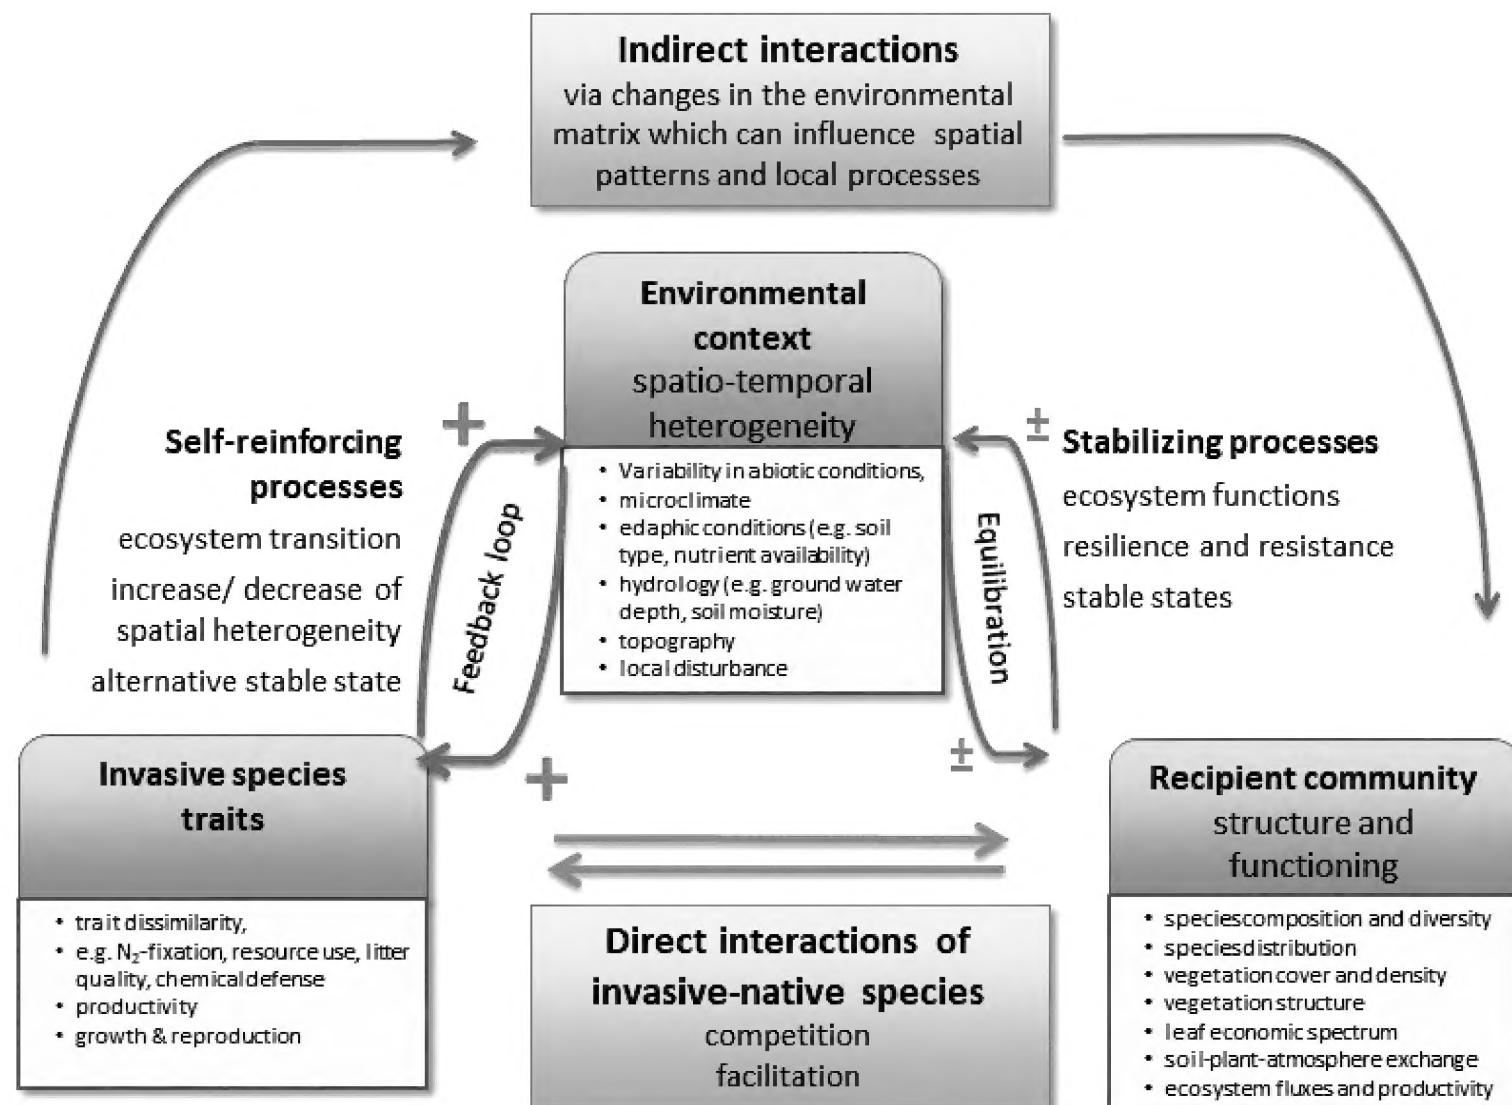 Indirect interactions
via changes in the environmental
matrix which can influence spatial
patterns and local processes
Environmental
context
spatio-temporal
heterogeneity
• Variability in abiotic conditions,
• microclimate
• edaphic conditions (e.g. soil
type, nutrient availability)
• hydrology (e.g. ground water
depth, soil moisture)
• topography
• local disturbance
+
Self-reinforcing
processes
ecosystem transition
increase/ decrease of
spatial heterogeneity
alternative stable state
Feedback loop
+
±
Stabilizing processes
ecosystem functions
resilience and resistance
stable states
Equilibration
±
Invasive species
traits
• trait dissimilarity,
• e.g. N₂-fixation, resource use, litter
quality, chemical defense
• productivity
• growth & reproduction
Direct interactions of
invasive-native species
competition
facilitation
Recipient community
structure and
functioning
• species composition and diversity
• species distribution
• vegetation cover and density
• vegetation structure
• leaf economic spectrum
• soil-plant-atmosphere exchange
• ecosystem fluxes and productivity